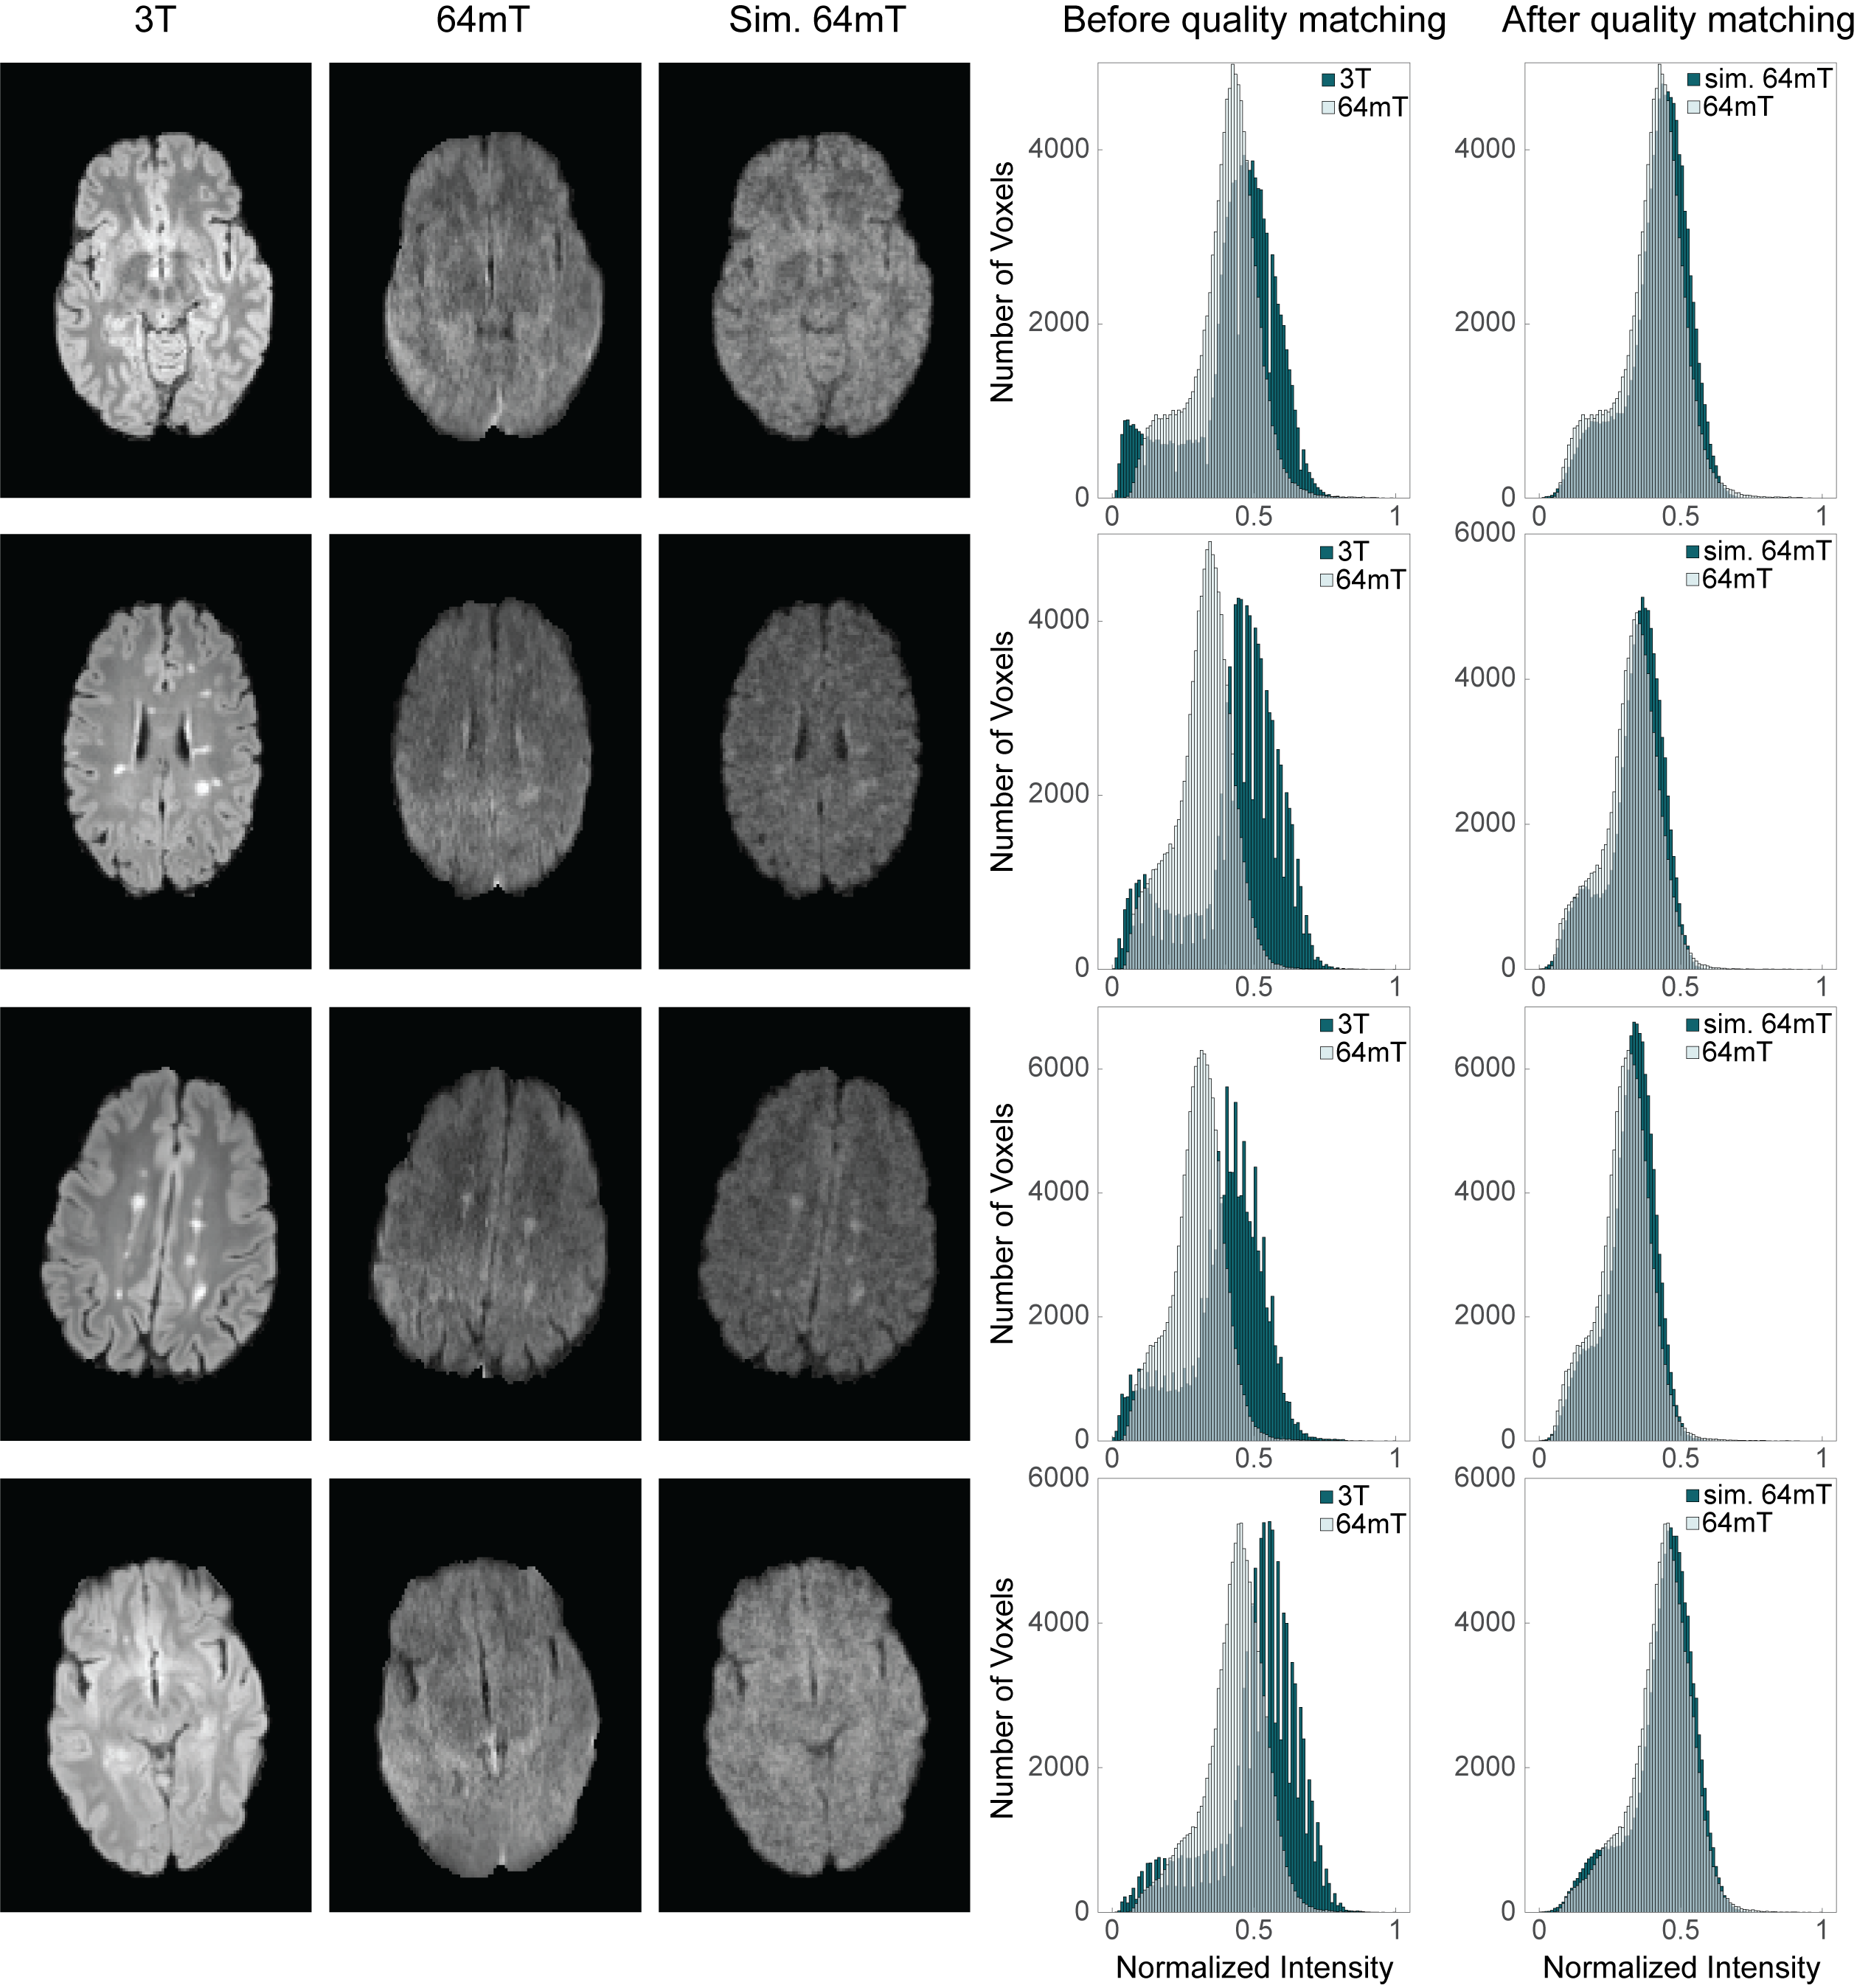 3T 64mT Sim. 64mT Before quality matching After quality matching
3T
64mT
4000
2000
0
Number of Voxels
0 0.5 1
sim. 64mT
64mT
4000
2000
0
0 0.5 1
3T
64mT
4000
2000
0
Number of Voxels
0 0.5 1
6000
sim. 64mT
64mT
4000
2000
0
0 0.5 1
3T
64mT
6000
4000
2000
0
Number of Voxels
0 0.5 1
sim. 64mT
64mT
6000
4000
2000
0
0 0.5 1
6000
3T
64mT
4000
2000
0
Number of Voxels
0 0.5 1
Normalized Intensity
6000
sim. 64mT
64mT
4000
2000
0
0 0.5 1
Normalized Intensity